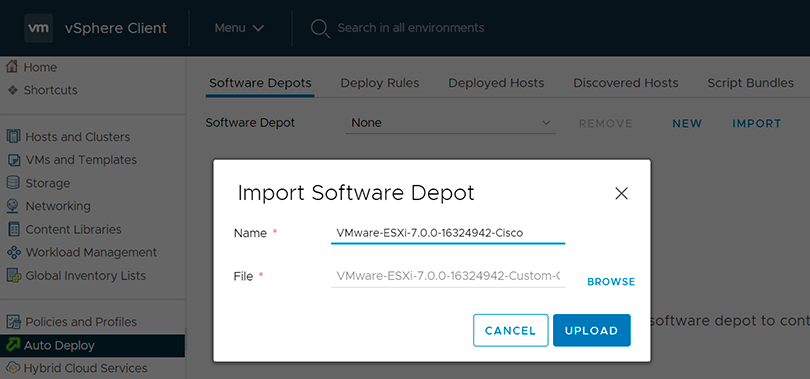 vm vSphere Client Menu Search in all environments
Home
Shortcuts
Hosts and Clusters
VMs and Templates
Storage
Networking
Content Libraries
Workload Management
Global Inventory Lists
Policies and Profiles
Auto Deploy
Hybrid Cloud Services
Software Depots Deploy Rules Deployed Hosts Discovered Hosts Script Bundles
Software Depot None REMOVE NEW IMPORT
Import Software Depot
Name * VMware-ESXi-7.0.0-16324942-Cisco
File * VMware-ESXi-7.0.0-16324942-Custom- BROWSE
software depot to
CANCEL UPLOAD